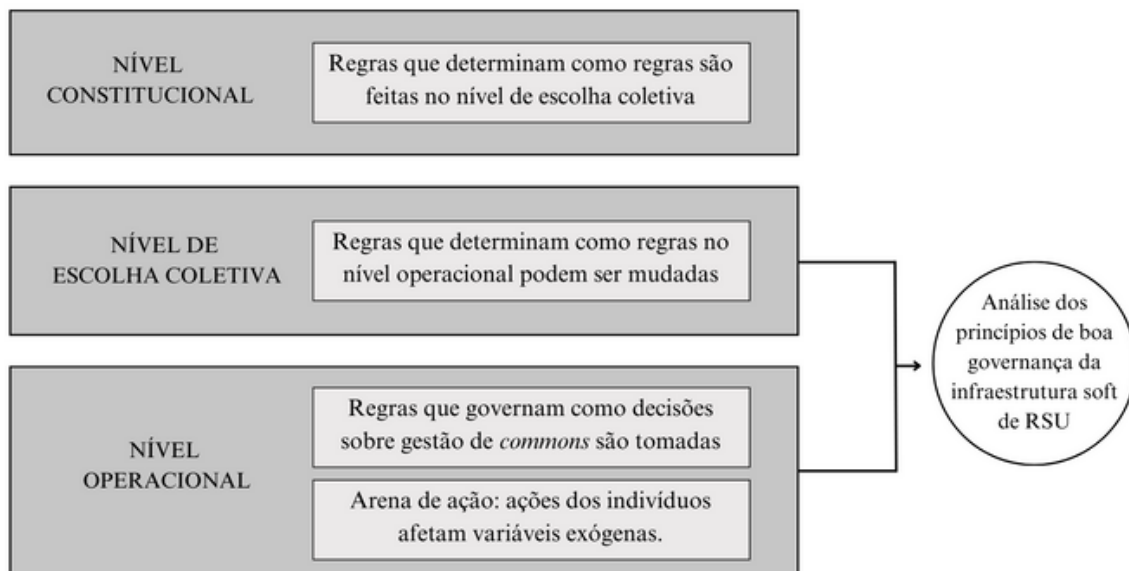 NÍVEL
CONSTITUCIONAL
Regras que determinam como regras são
feitas no nível de escolha coletiva
NÍVEL DE
ESCOLHA COLETIVA
Regras que determinam como regras no
nível operacional podem ser mudadas
NÍVEL
OPERACIONAL
Regras que governam como decisões
sobre gestão de commons são tomadas
Arena de ação: ações dos indivíduos
afetam variáveis exógenas.
Análise dos
princípios de boa
governança da
infraestrutura soft
de RSU